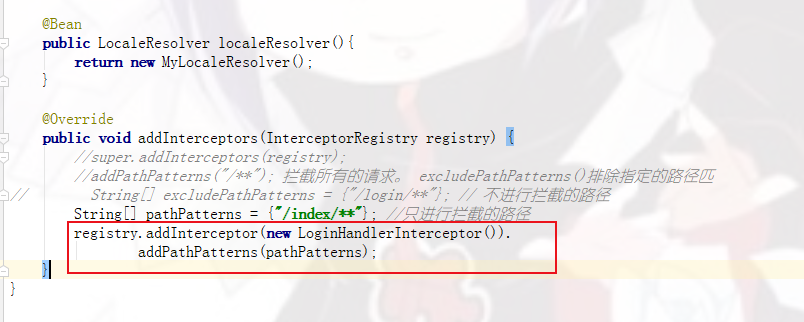 @Bean
public LocaleResolver localeResolver(){
return new MyLocaleResolver();
}
@Override
public void addInterceptors(InterceptorRegistry registry) {
//super.addInterceptors(registry);
//addPathPatterns("/**"); 拦截所有的请求。 excludePathPatterns()排除指定的路径匹
// String[] excludePathPatterns = {"/login/**"}; // 不进行拦截的路径
String[] pathPatterns = {"/index/**"}; //只进行拦截的路径
registry.addInterceptor(new LoginHandlerInterceptor()).
addPathPatterns(pathPatterns);
}
}